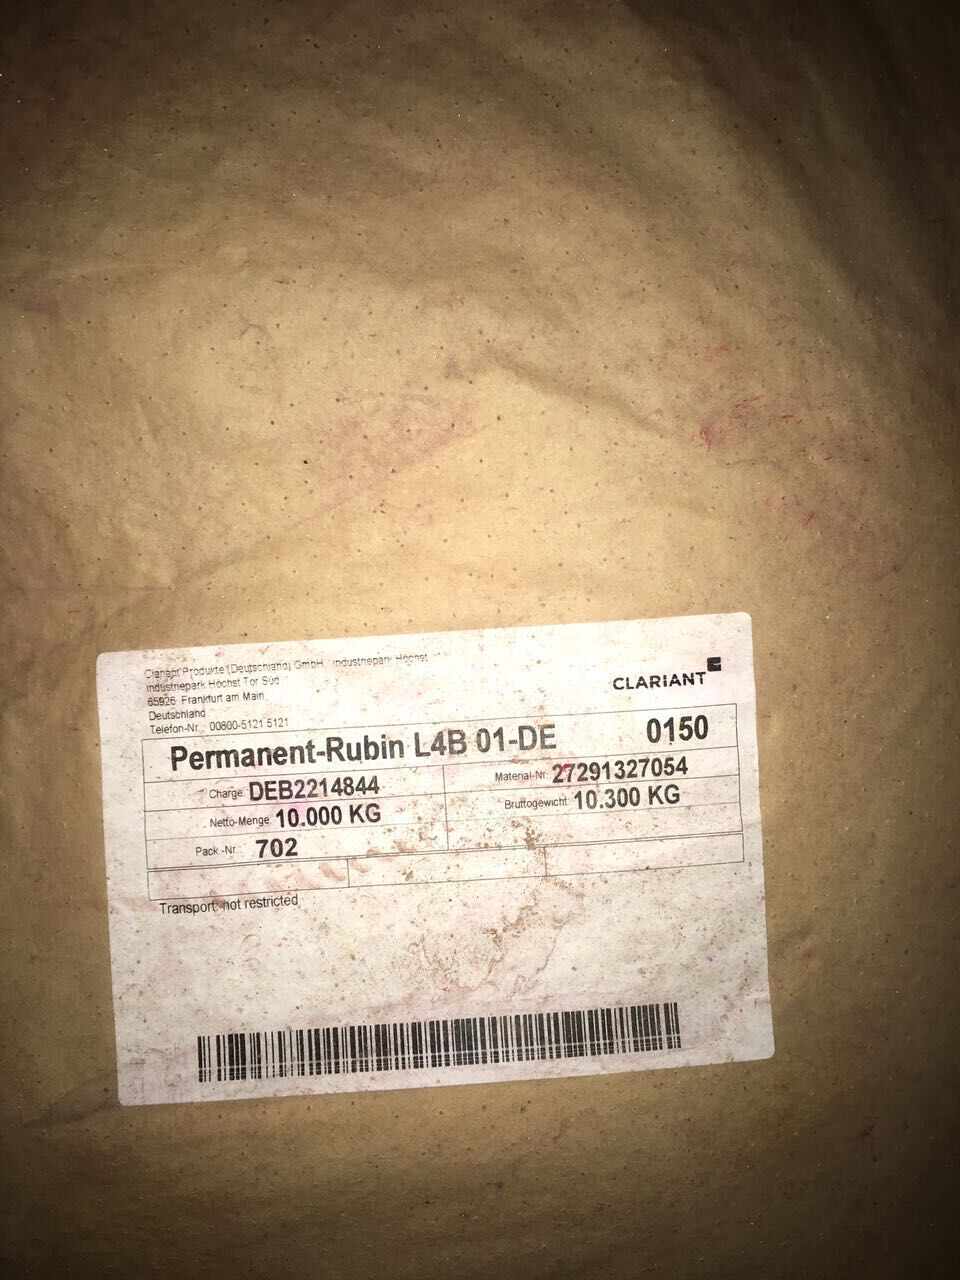 Clariant Produkte (Deutschland) GmbH, Industriepark Höchst
Industriepark Höchst Tor Süd
65926 Frankfurt am Main
Deutschland
Telefon-Nr.: 00800-5121 5121
CLARIANT
Permanent-Rubin L4B 01-DE 0150
Charge: DEB2214844 Material-Nr: 27291327054
Netto-Menge: 10.000 KG Bruttogewicht: 10.300 KG
Pack.-Nr.: 702
Transport: not restricted